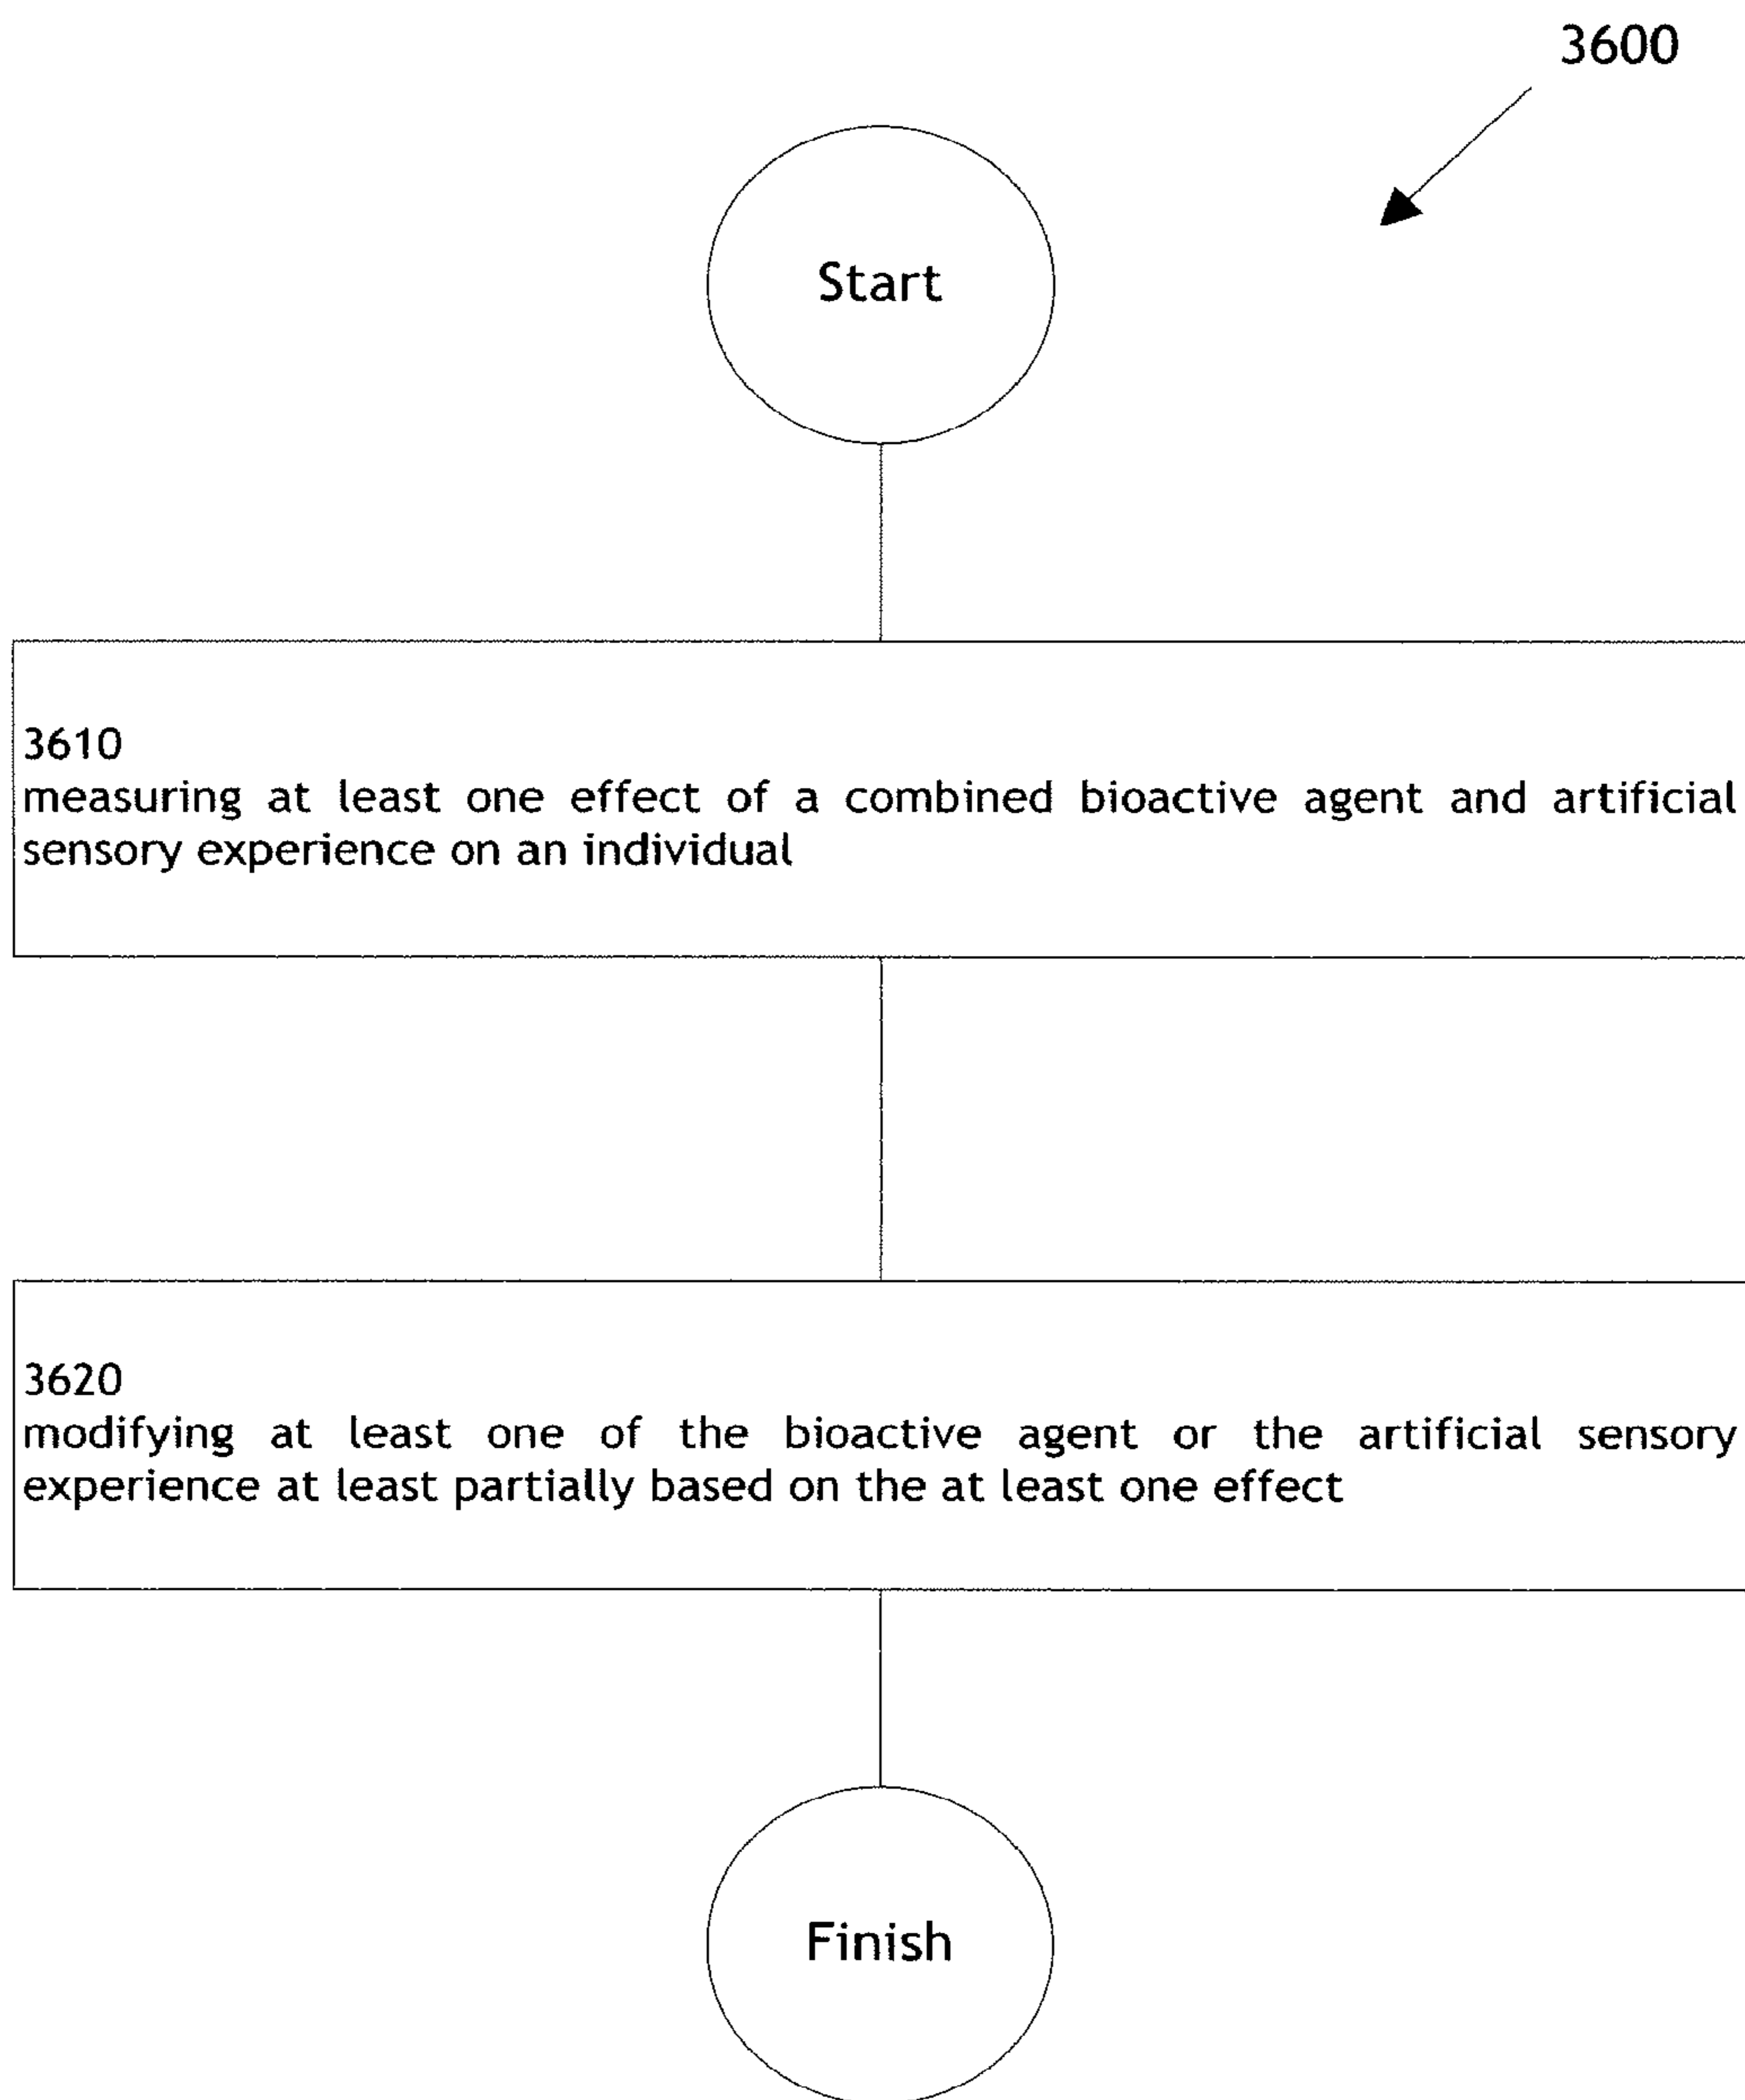 3600
Start
3610
measuring at least one effect of a combined bioactive agent and artificial
sensory experience on an individual
3620
modifying at least one of the bioactive agent or the artificial sensory
experience at least partially based on the at least one effect
Finish